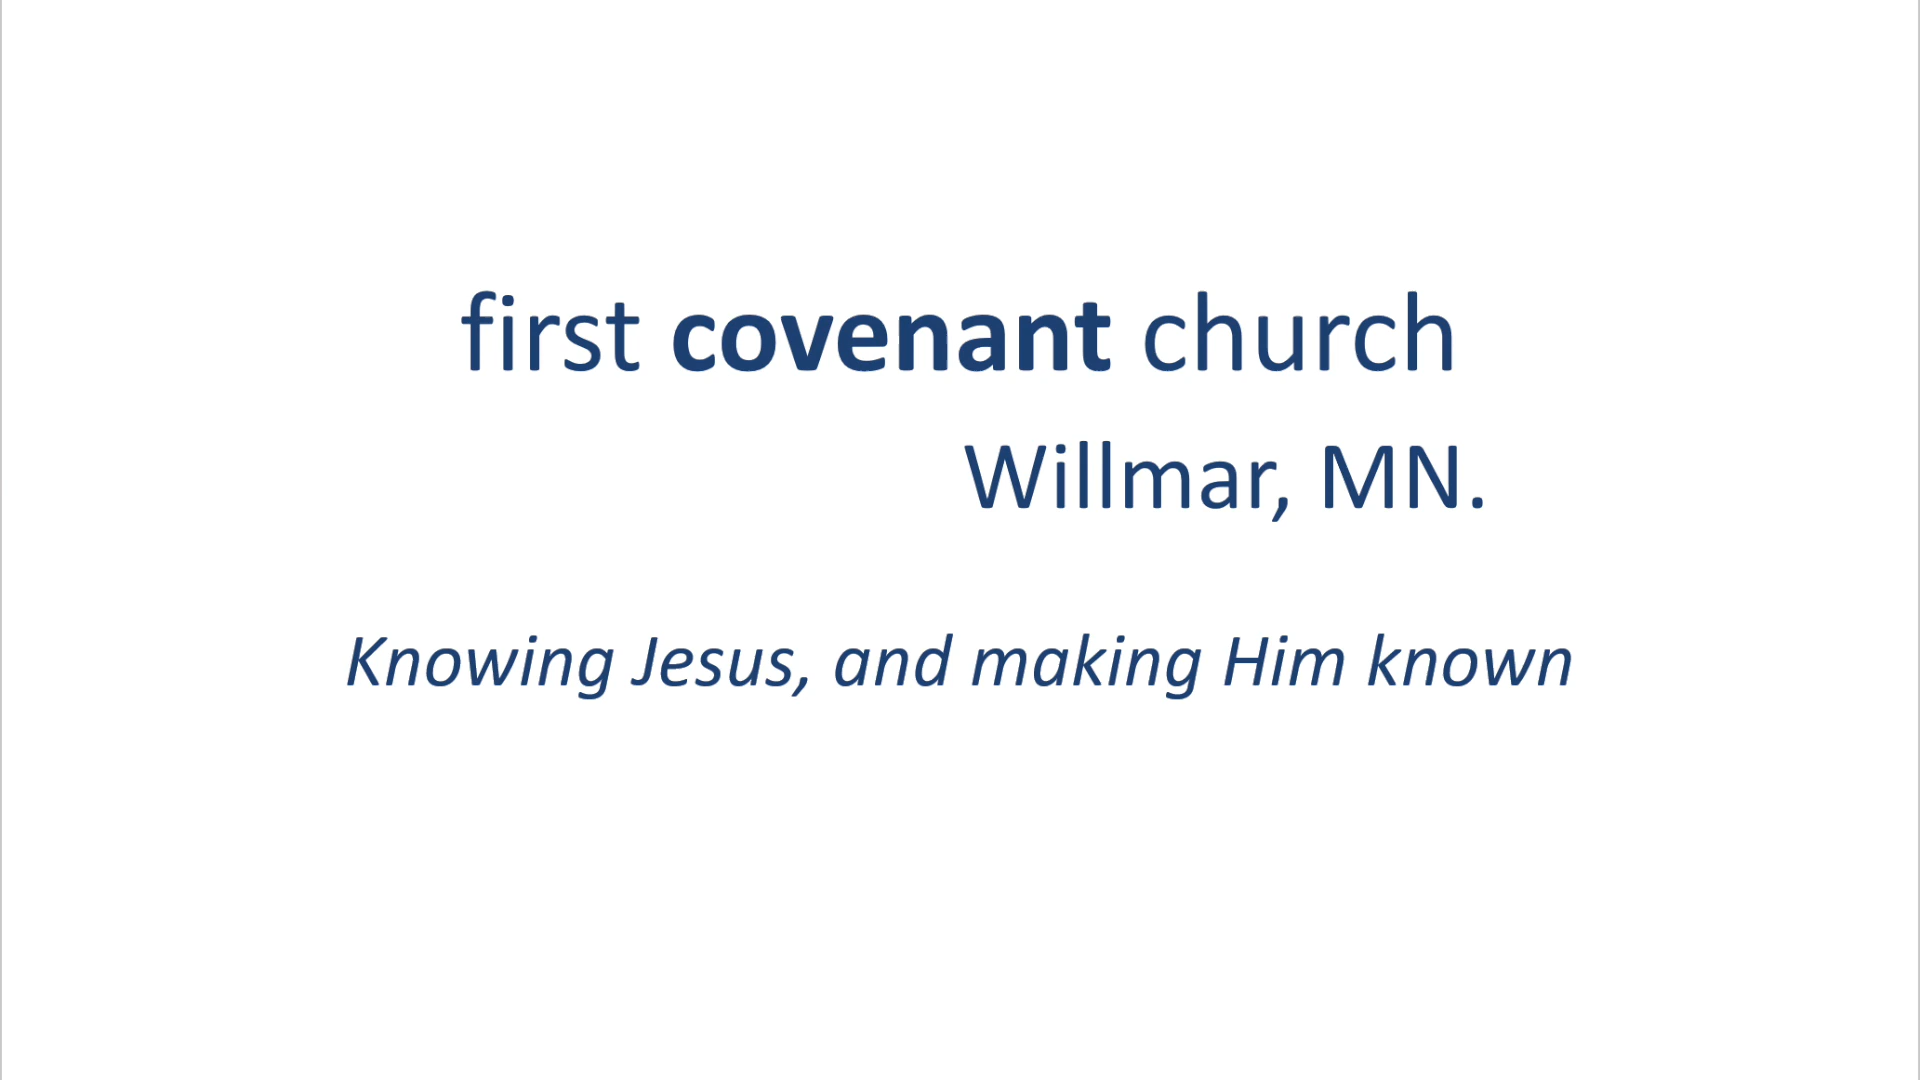 first covenant church
Willmar, MN.
Knowing Jesus, and making Him known